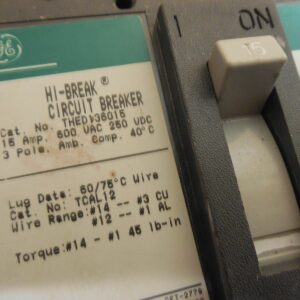 GE
I ON
15
HI-BREAK®
CIRCUIT BREAKER
Cat. No. THED136015
15 Amp. 600 VAC 250 VDC
3 Pole. Amb. Comp. 40°C
Lug Data: 60/75°C Wire
Cat. No: TCAL12
Wire Range:#14 -- #3 CU
#12 -- #1 AL
Torque:#14 - #1 45 lb-in